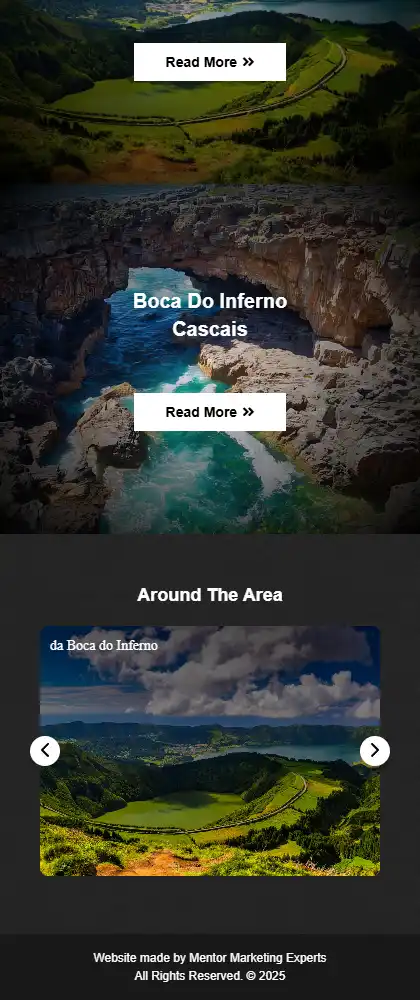 Read More
Boca Do Inferno
Cascais
Read More
Around The Area
da Boca do Inferno
Website made by Mentor Marketing Experts
All Rights Reserved. © 2025